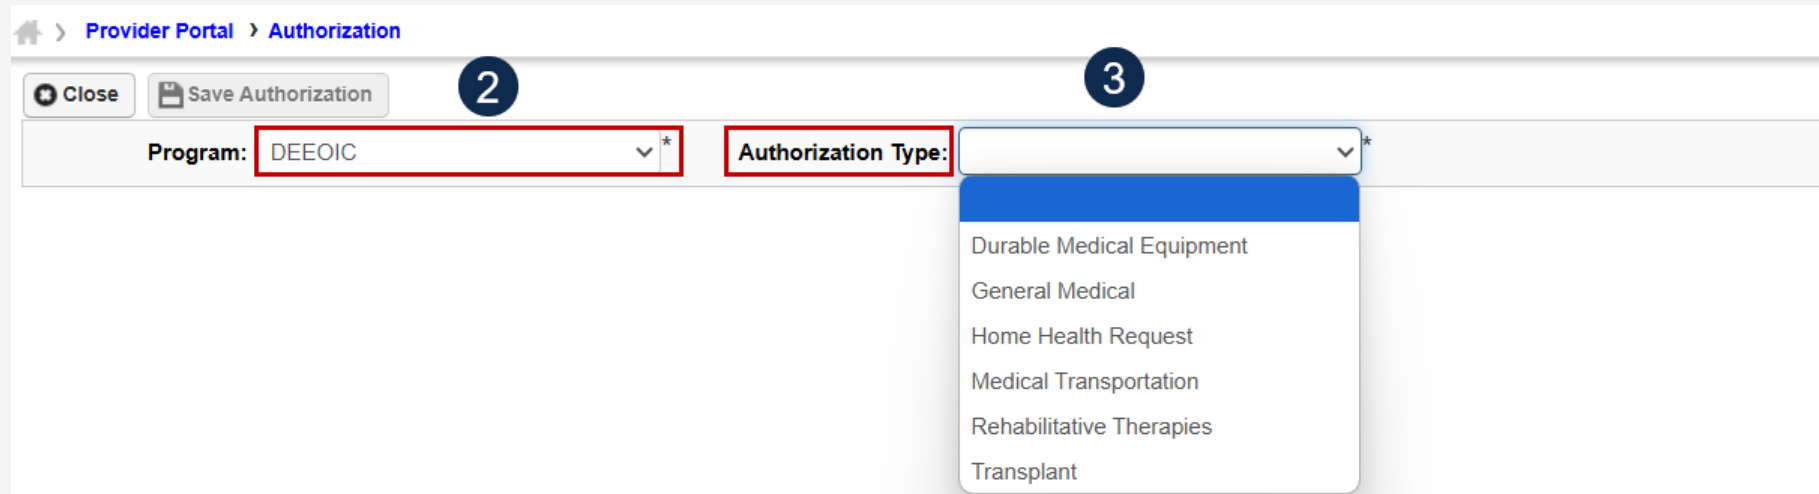 Provider Portal > Authorization
Close Save Authorization 2 3
Program: DEEOIC * Authorization Type: *
Durable Medical Equipment
General Medical
Home Health Request
Medical Transportation
Rehabilitative Therapies
Transplant